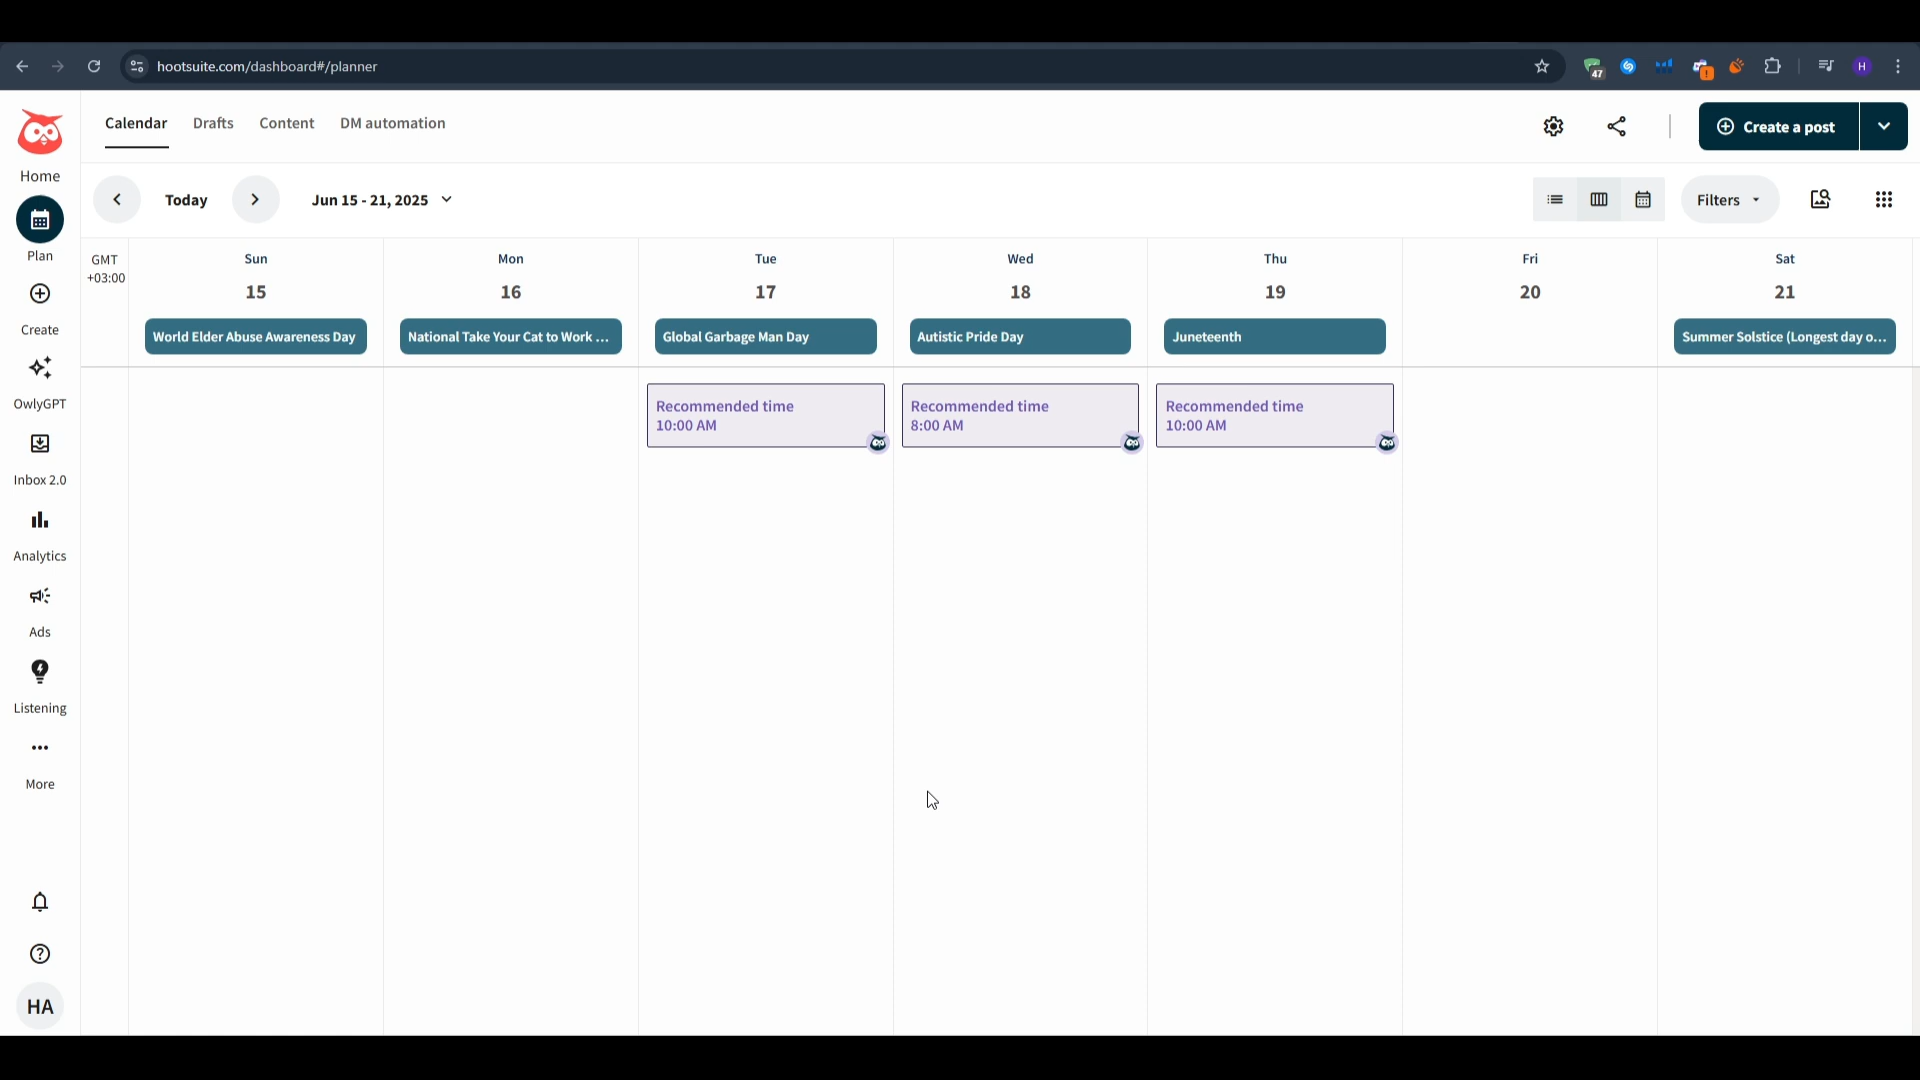 hootsuite.com/dashboard#/planner
47
H
Calendar
Drafts
Content
DM automation
Create a post
Home
Plan
Create
OwlyGPT
Inbox 2.0
Analytics
Ads
Listening
More
HA
Today
Jun 15 - 21, 2025
Filters
GMT
+03:00
Sun
15
World Elder Abuse Awareness Day
Mon
16
National Take Your Cat to Work ...
Tue
17
Global Garbage Man Day
Recommended time
10:00 AM
Wed
18
Autistic Pride Day
Recommended time
8:00 AM
Thu
19
Juneteenth
Recommended time
10:00 AM
Fri
20
Sat
21
Summer Solstice (Longest day o...